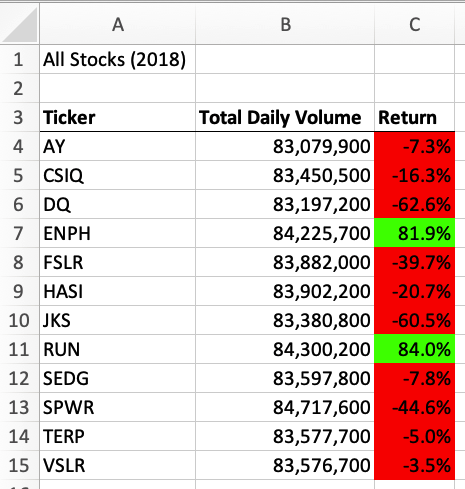 A B C
1 All Stocks (2018)
2
3 Ticker Total Daily Volume Return
4 AY 83,079,900 -7.3%
5 CSIQ 83,450,500 -16.3%
6 DQ 83,197,200 -62.6%
7 ENPH 84,225,700 81.9%
8 FSLR 83,882,000 -39.7%
9 HASI 83,902,200 -20.7%
10 JKS 83,380,800 -60.5%
11 RUN 84,300,200 84.0%
12 SEDG 83,597,800 -7.8%
13 SPWR 84,717,600 -44.6%
14 TERP 83,577,700 -5.0%
15 VSLR 83,576,700 -3.5%